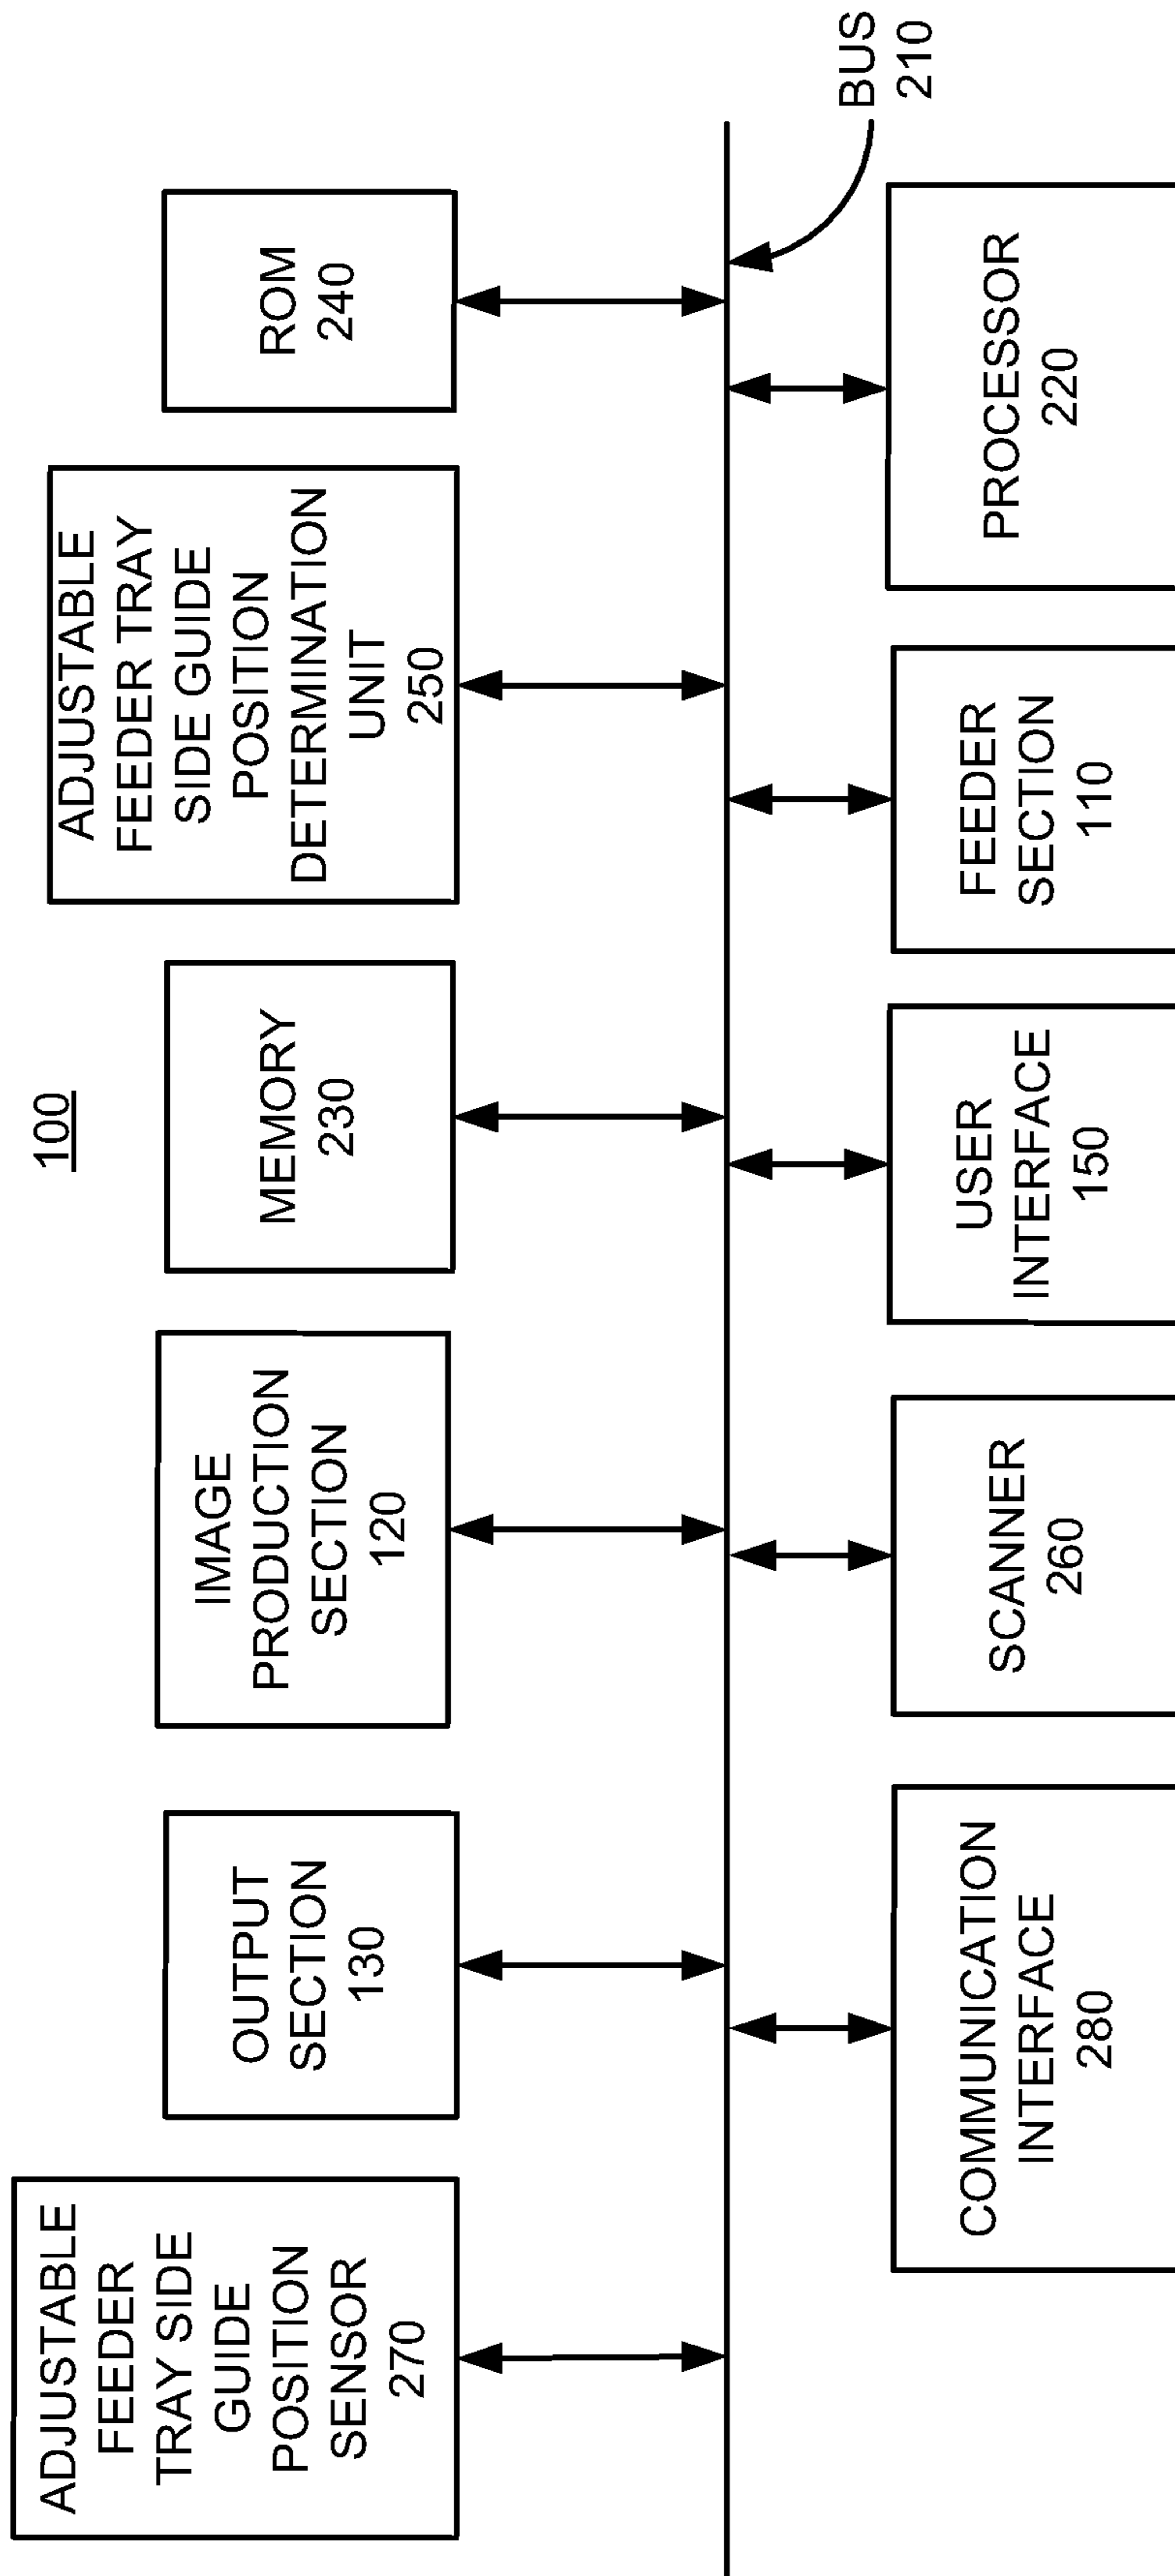 100
ADJUSTABLE
FEEDER
TRAY SIDE
GUIDE
POSITION
SENSOR
270
OUTPUT
SECTION
130
IMAGE
PRODUCTION
SECTION
120
MEMORY
230
ADJUSTABLE
FEEDER TRAY
SIDE GUIDE
POSITION
DETERMINATION
UNIT
250
ROM
240
BUS
210
COMMUNICATION
INTERFACE
280
SCANNER
260
USER
INTERFACE
150
FEEDER
SECTION
110
PROCESSOR
220